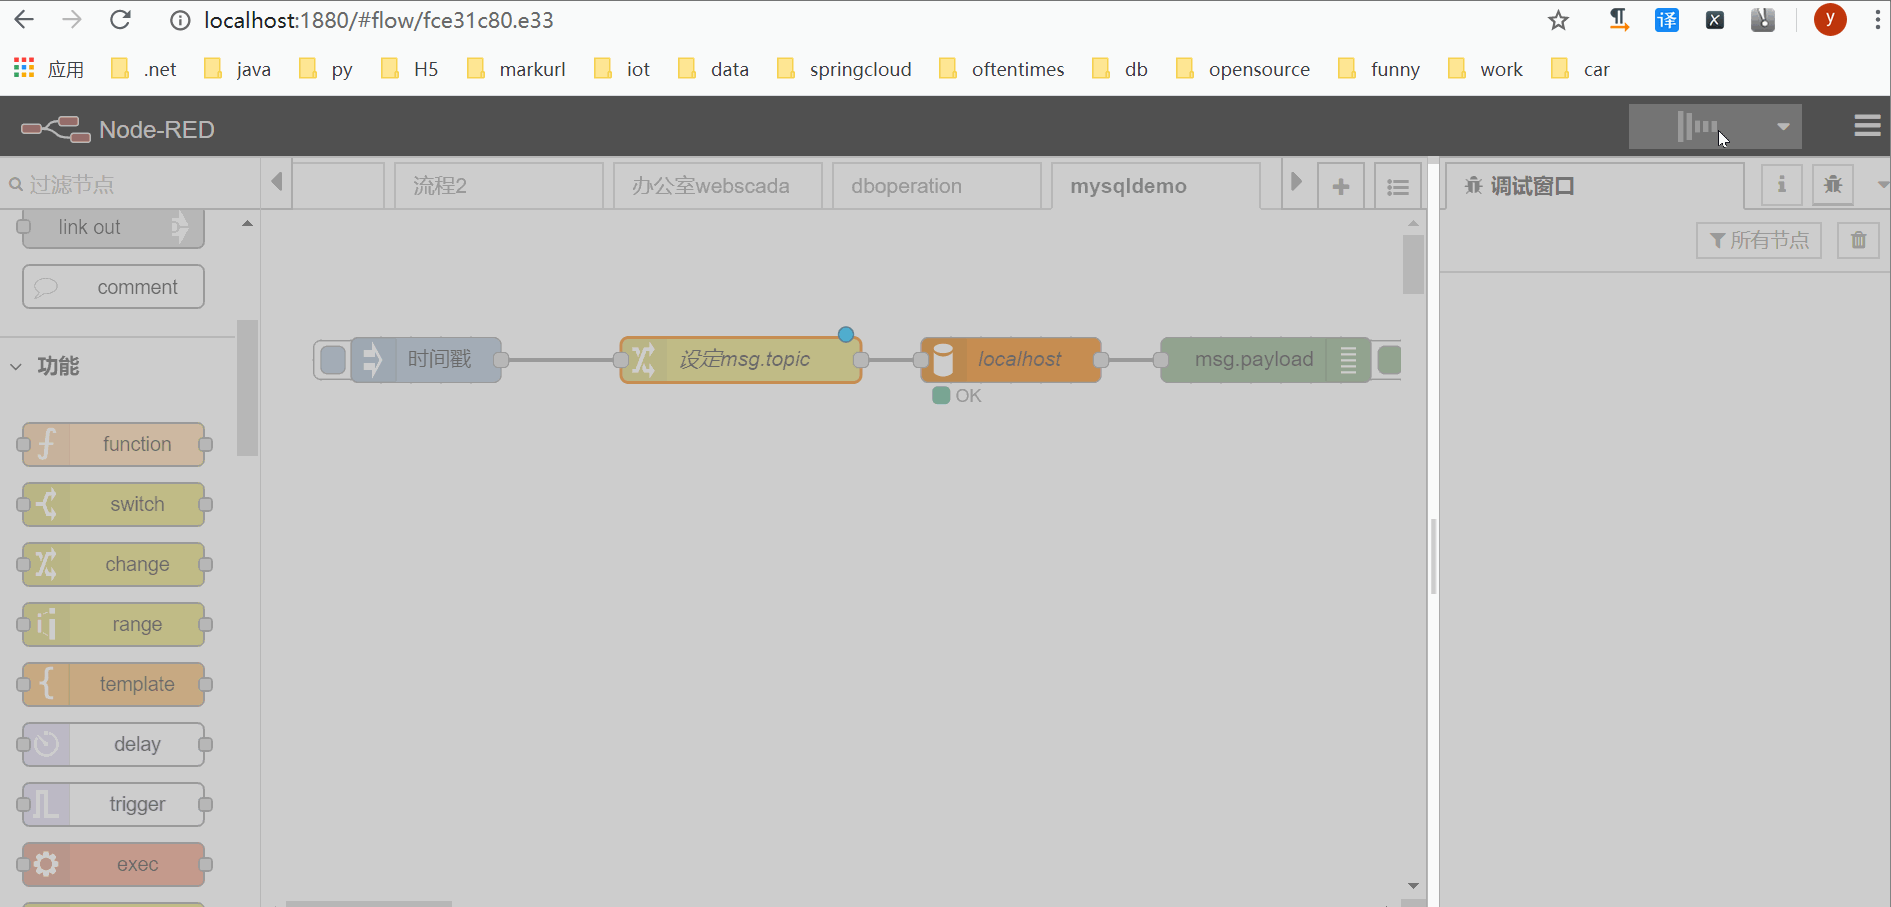 localhost:1880/#flow/fce31c80.e33
译 X y
应用 .net java py H5 markurl iot data springcloud oftentimes db opensource funny work car
Node-RED
过滤节点
流程2 办公室webscada dboperation mysqldemo
调试窗口
所有节点
link out
comment
功能
function
switch
change
range
template
delay
trigger
exec
时间戳 设定msg.topic localhost msg.payload
OK